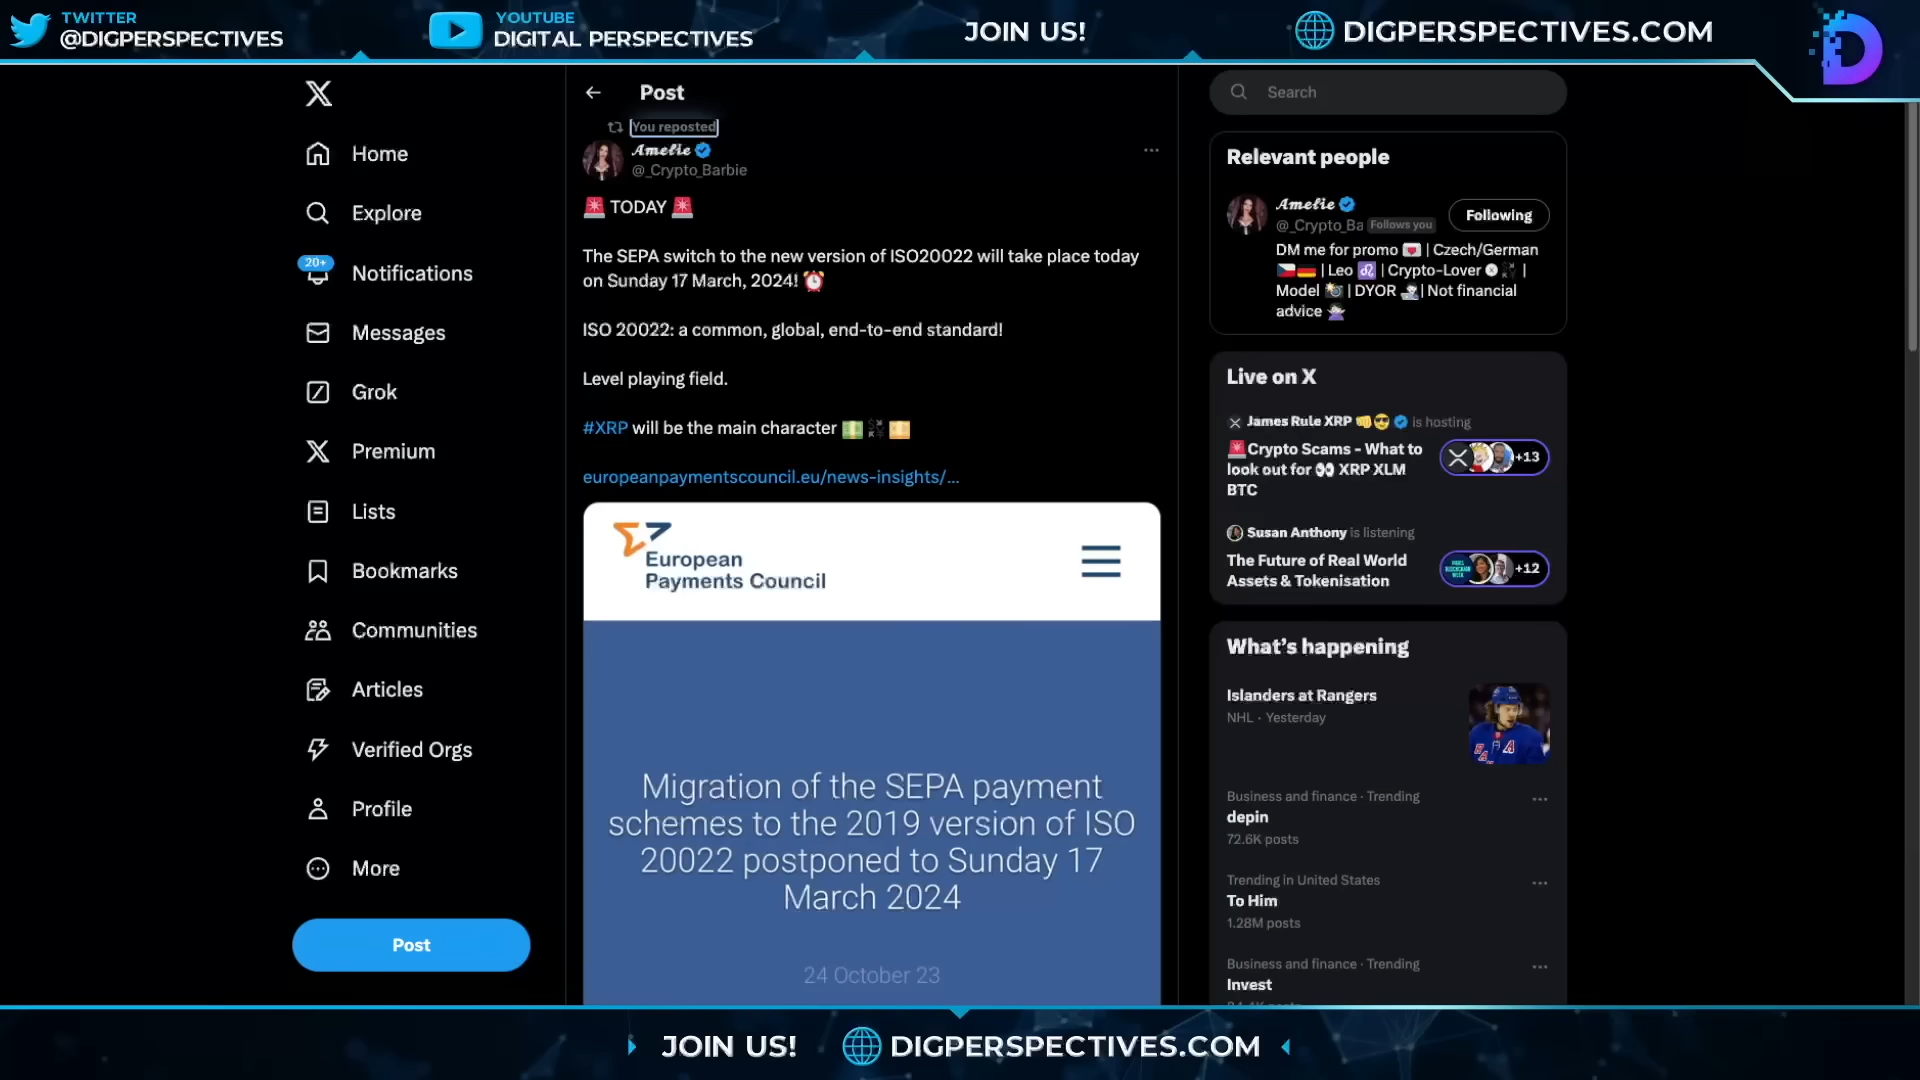 TWITTER
@DIGPERSPECTIVES
YOUTUBE
DIGITAL PERSPECTIVES
JOIN US!
DIGPERSPECTIVES.COM
Home
Explore
20+
Notifications
Messages
Grok
Premium
Lists
Bookmarks
Communities
Articles
Verified Orgs
Profile
More
Post
Post
You reposted
Amelie
@_Crypto_Barbie
🚨 TODAY 🚨
The SEPA switch to the new version of ISO20022 will take place today
on Sunday 17 March, 2024! ⏰
ISO 20022: a common, global, end-to-end standard!
Level playing field.
#XRP will be the main character 💵💱💴
europeanpaymentscouncil.eu/news-insights/…
European
Payments Council
Migration of the SEPA payment
schemes to the 2019 version of ISO
20022 postponed to Sunday 17
March 2024
24 October 23
Search
Relevant people
Amelie
@_Crypto_Ba Follows you
Following
DM me for promo 💌 | Czech/German
🇨🇿🇩🇪 | Leo ♌ | Crypto-Lover |
Model 📸 | DYOR | Not financial
advice
Live on X
James Rule XRP 👊😎 is hosting
🚨Crypto Scams - What to
look out for 👀 XRP XLM
BTC
+13
Susan Anthony is listening
The Future of Real World
Assets & Tokenisation
+12
What's happening
Islanders at Rangers
NHL · Yesterday
Business and finance · Trending
depin
72.6K posts
Trending in United States
To Him
1.28M posts
Business and finance · Trending
Invest
JOIN US!
DIGPERSPECTIVES.COM